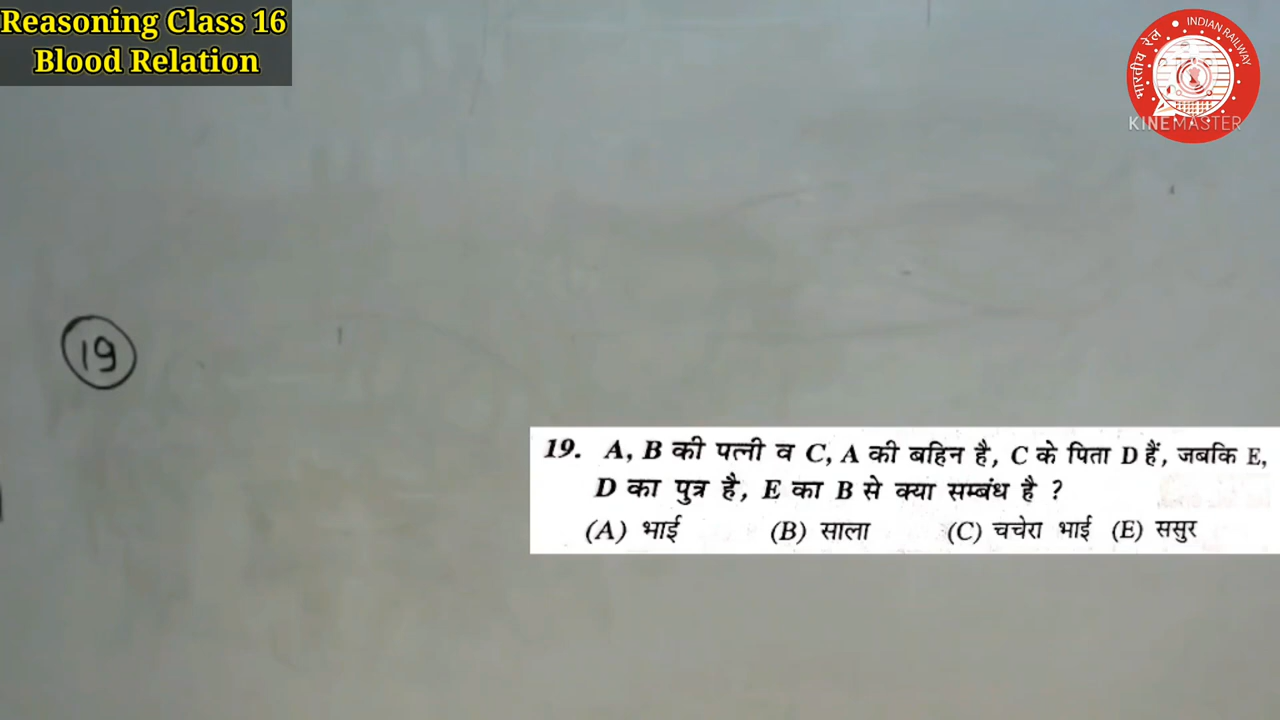 Reasoning Class 16
Blood Relation
भारतीय रेल
INDIAN RAILWAY
KINEMASTER
19
19. A, B की पत्नी व C, A की बहिन है, C के पिता D हैं, जबकि E,
D का पुत्र है, E का B से क्या सम्बंध है ?
(A) भाई (B) साला (C) चचेरा भाई (E) ससुर